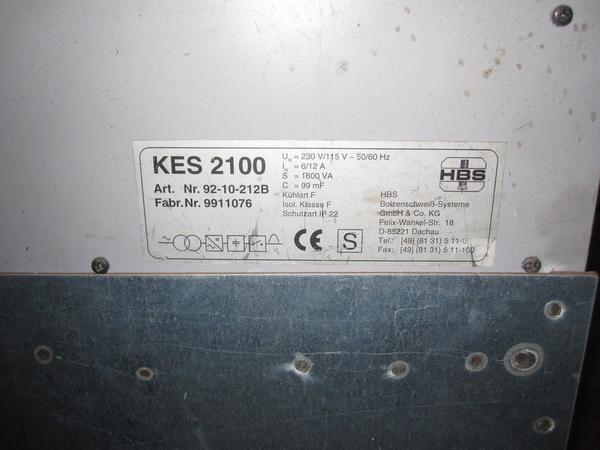 KES 2100
Art. Nr. 92-10-212B
Fabr.Nr. 9911076
U_N = 230 V/115 V ~ 50/60 Hz
I_N = 6/12 A
S = 1600 VA
C = 99 mF
Kühlart F
Isol. Klasse F
Schutzart IP 22
CE
S
HBS
HBS
Bolzenschweiß-Systeme
GmbH & Co. KG
Felix-Wankel-Str. 18
D-85221 Dachau
Tel.: [49] (81 31) 5 11-0
Fax: [49] (81 31) 5 11-100